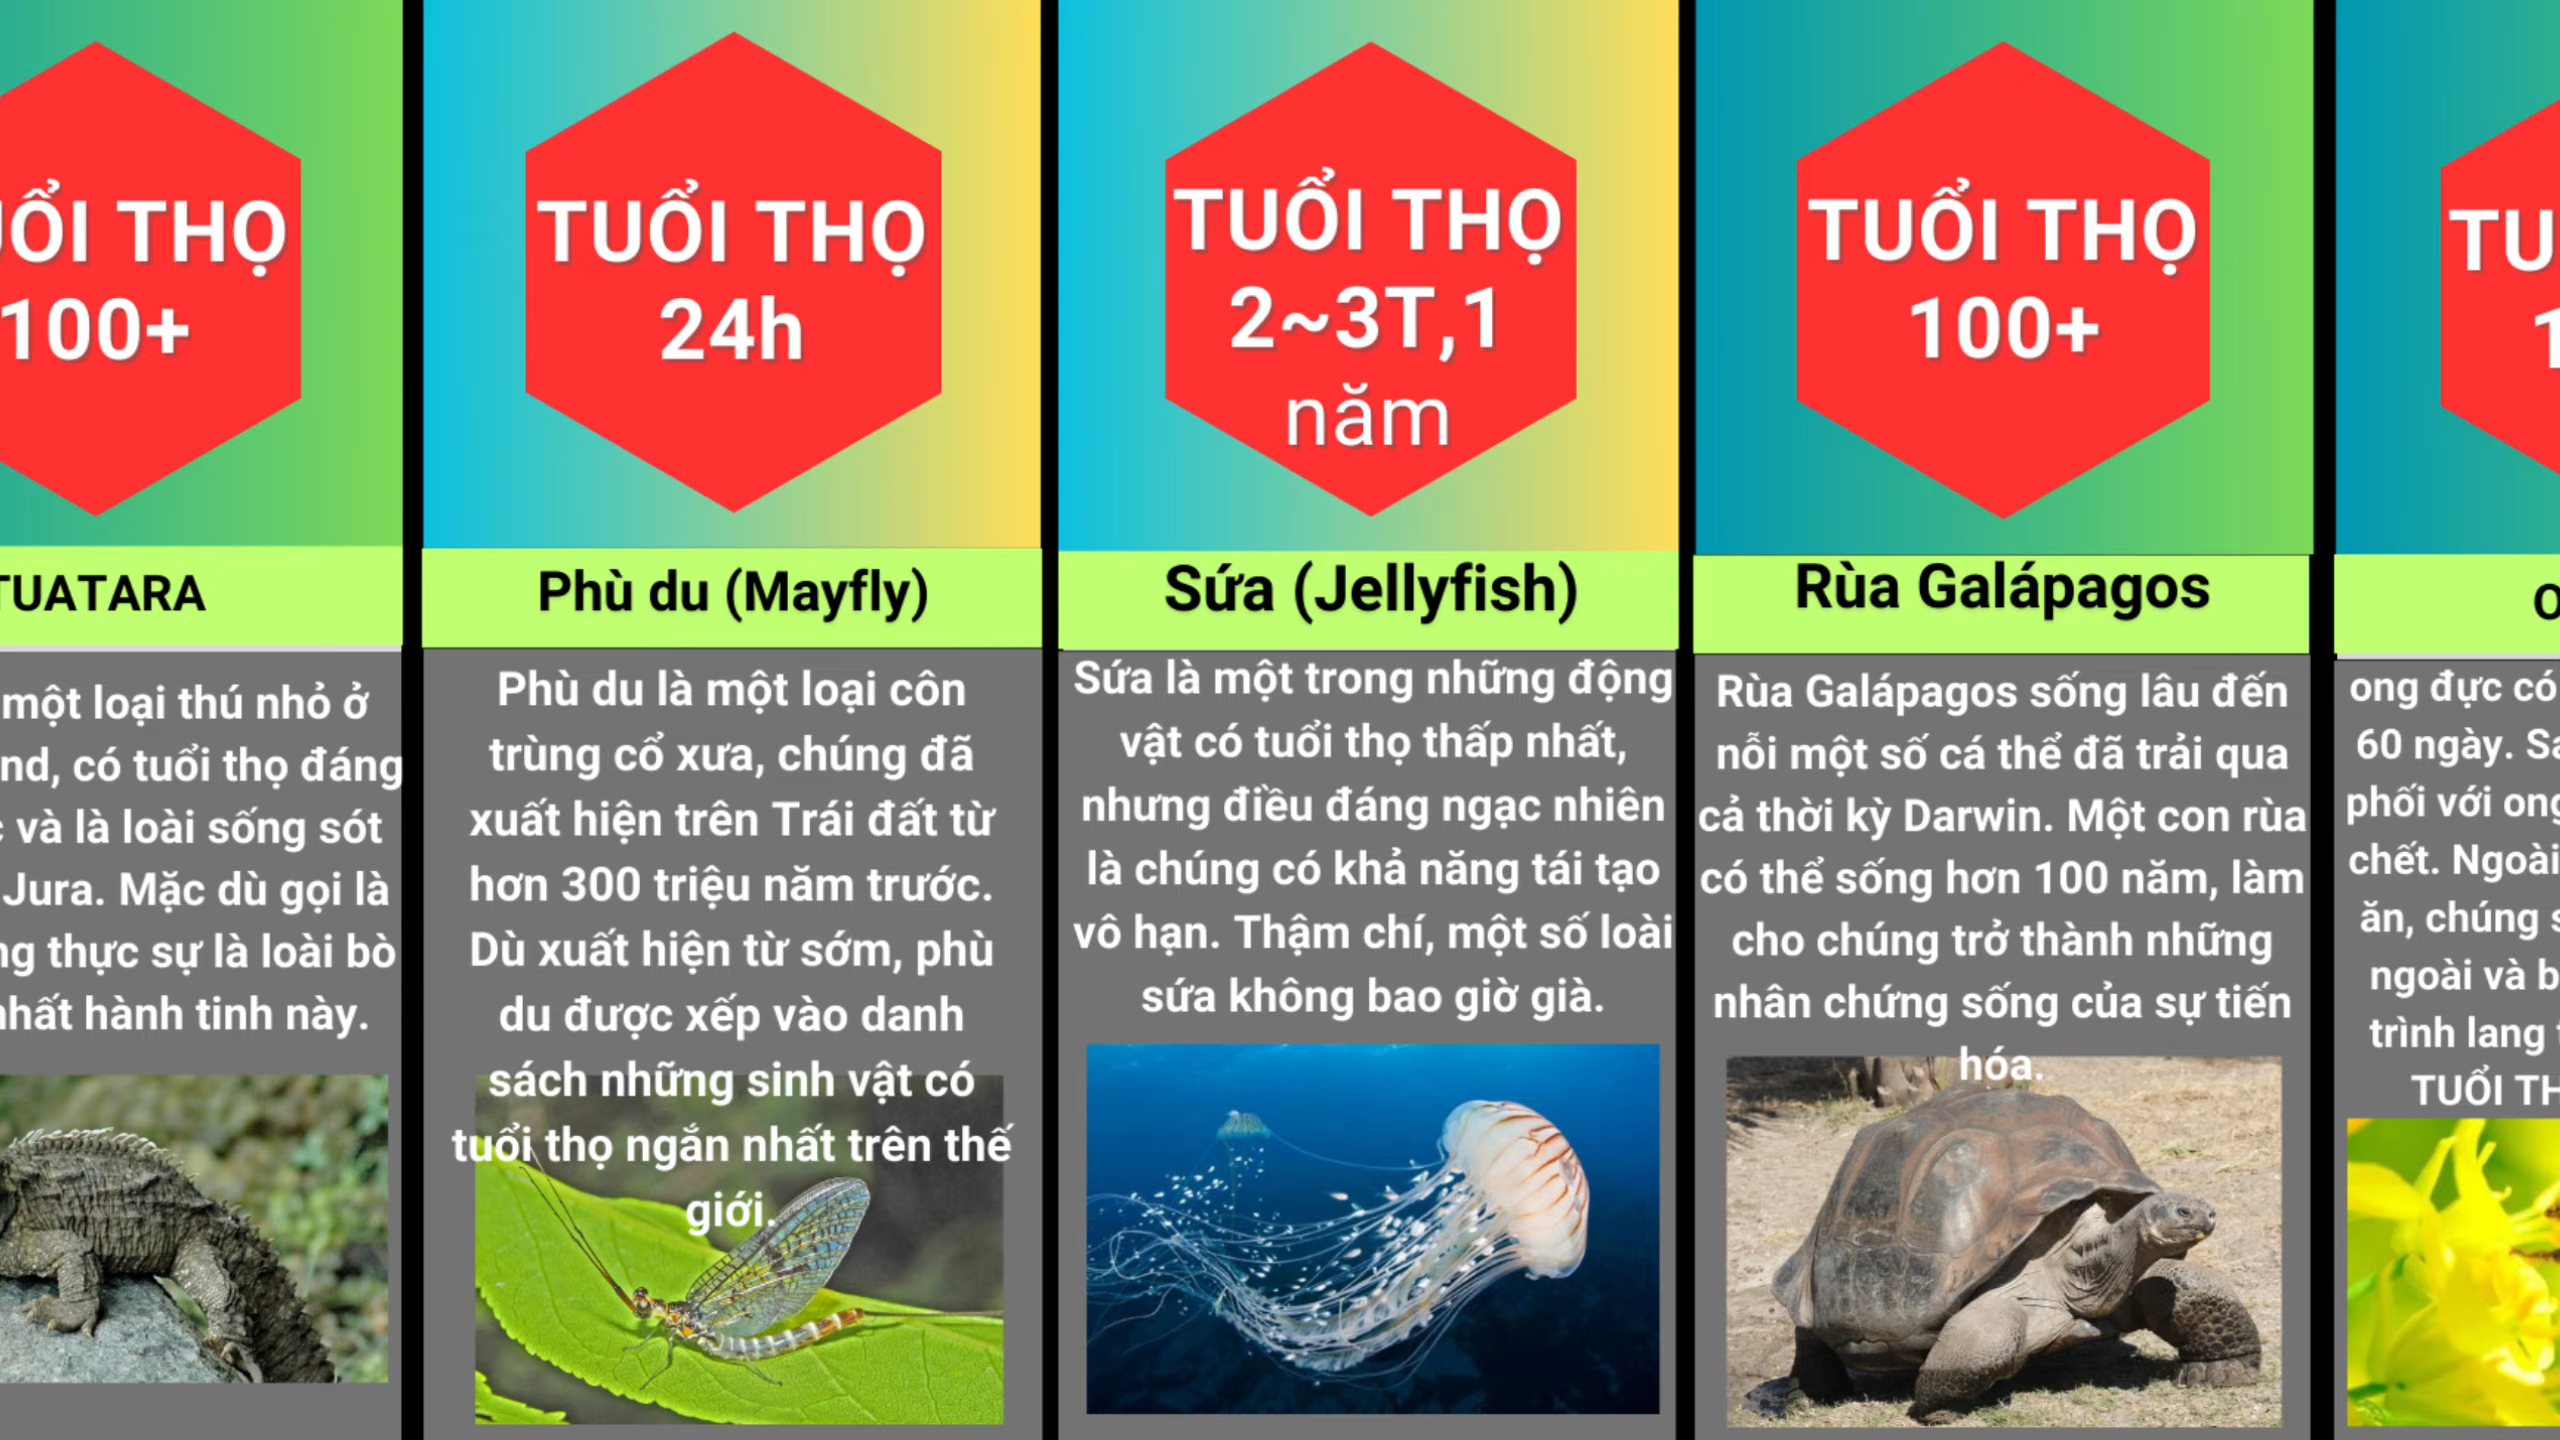 TUỔI THỌ
100+
TUATARA
một loại thú nhỏ ở
có tuổi thọ đáng
và là loài sống sót
Jura. Mặc dù gọi là
thực sự là loài bò
nhất hành tinh này.
TUỔI THỌ
24h
Phù du (Mayfly)
Phù du là một loại côn
trùng cổ xưa, chúng đã
xuất hiện trên Trái đất từ
hơn 300 triệu năm trước.
Dù xuất hiện từ sớm, phù
du được xếp vào danh
sách những sinh vật có
tuổi thọ ngắn nhất trên thế
giới.
TUỔI THỌ
2~3T,1
năm
Sứa (Jellyfish)
Sứa là một trong những động
vật có tuổi thọ thấp nhất,
nhưng điều đáng ngạc nhiên
là chúng có khả năng tái tạo
vô hạn. Thậm chí, một số loài
sứa không bao giờ già.
TUỔI THỌ
100+
Rùa Galápagos
Rùa Galápagos sống lâu đến
nỗi một số cá thể đã trải qua
cả thời kỳ Darwin. Một con rùa
có thể sống hơn 100 năm, làm
cho chúng trở thành những
nhân chứng sống của sự tiến
hóa.
ong đực có
60 ngày.
phối với ong
chết. Ngoài
ăn, chúng
ngoài và
trình lang
TUỔI